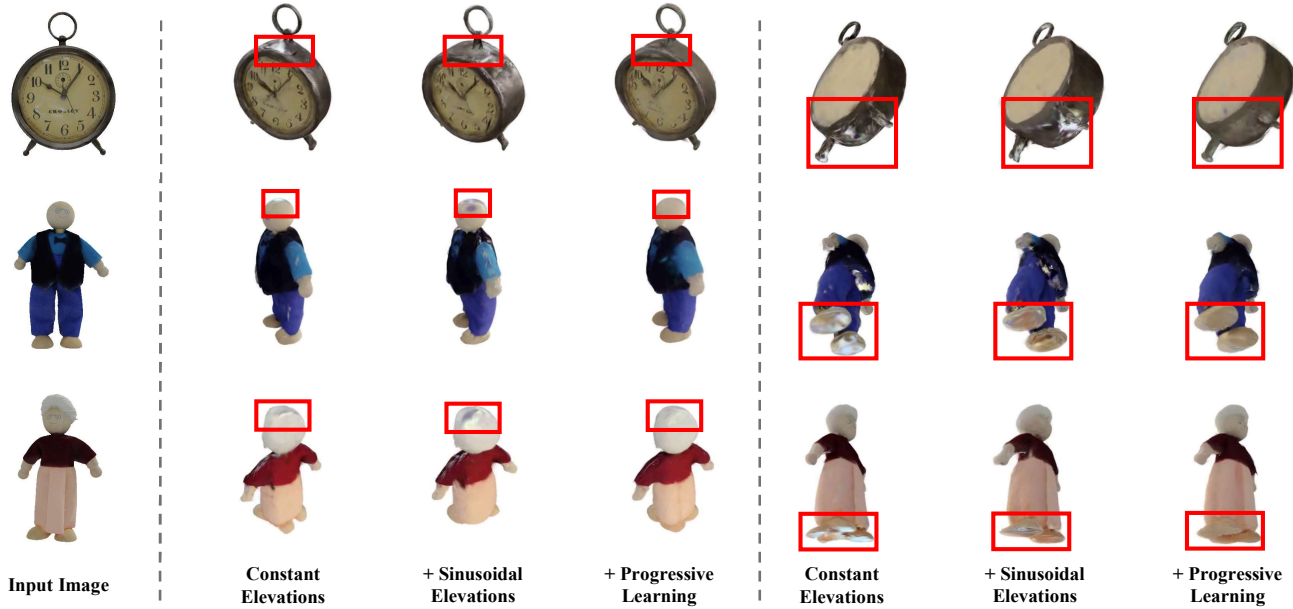 Input Image
Constant
Elevations
+ Sinusoidal
Elevations
+ Progressive
Learning
Constant
Elevations
+ Sinusoidal
Elevations
+ Progressive
Learning